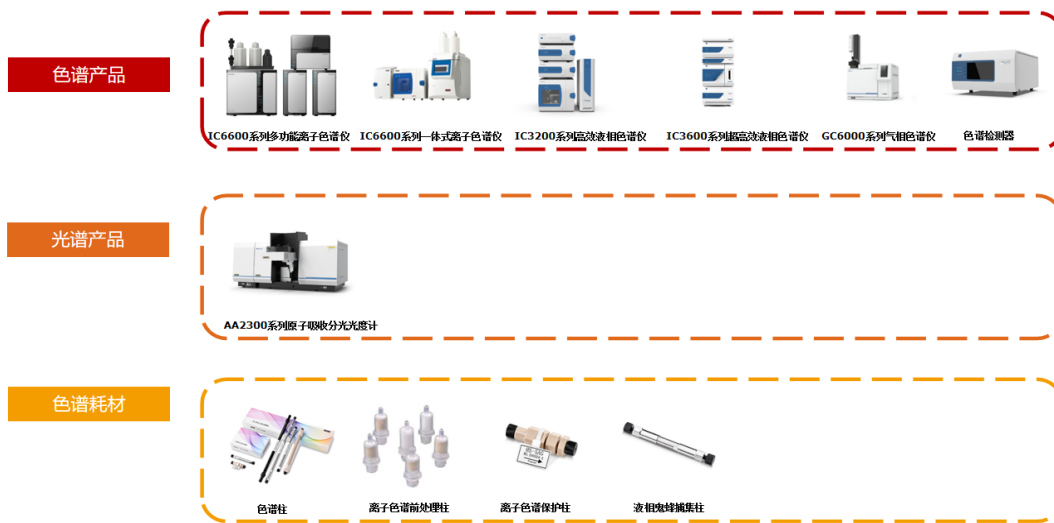 色谱产品
IC6600系列多功能离子色谱仪
IC6600系列一体式离子色谱仪
IC3200系列高效液相色谱仪
IC3600系列超高效液相色谱仪
GC6000系列气相色谱仪
色谱检测器
光谱产品
AA2300系列原子吸收分光光度计
色谱耗材
色谱柱
离子色谱前处理柱
离子色谱保护柱
液相鬼峰捕集柱